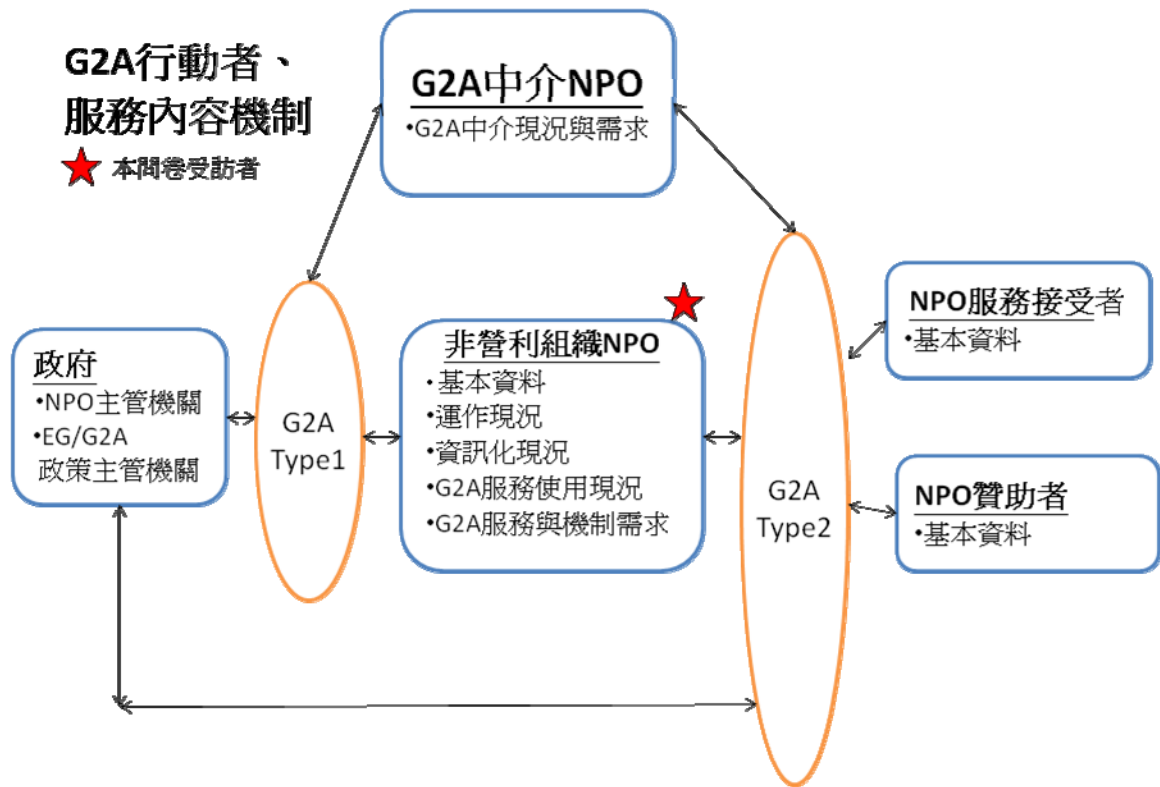 G2A行動者、
服務內容機制
本問卷受訪者
G2A中介NPO
•G2A中介現況與需求
政府
•NPO主管機關
•EG/G2A
政策主管機關
G2A
Type1
非營利組織NPO
•基本資料
•運作現況
•資訊化現況
•G2A服務使用現況
•G2A服務與機制需求
G2A
Type2
NPO服務接受者
•基本資料
NPO贊助者
•基本資料